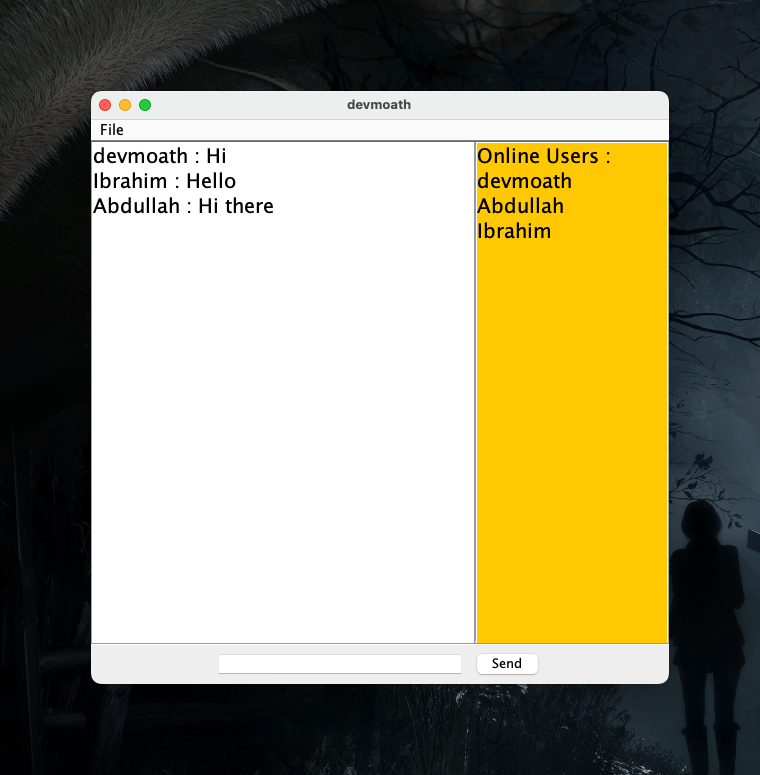 devmoath
File
devmoath : Hi
Ibrahim : Hello
Abdullah : Hi there
Online Users :
devmoath
Abdullah
Ibrahim
Send